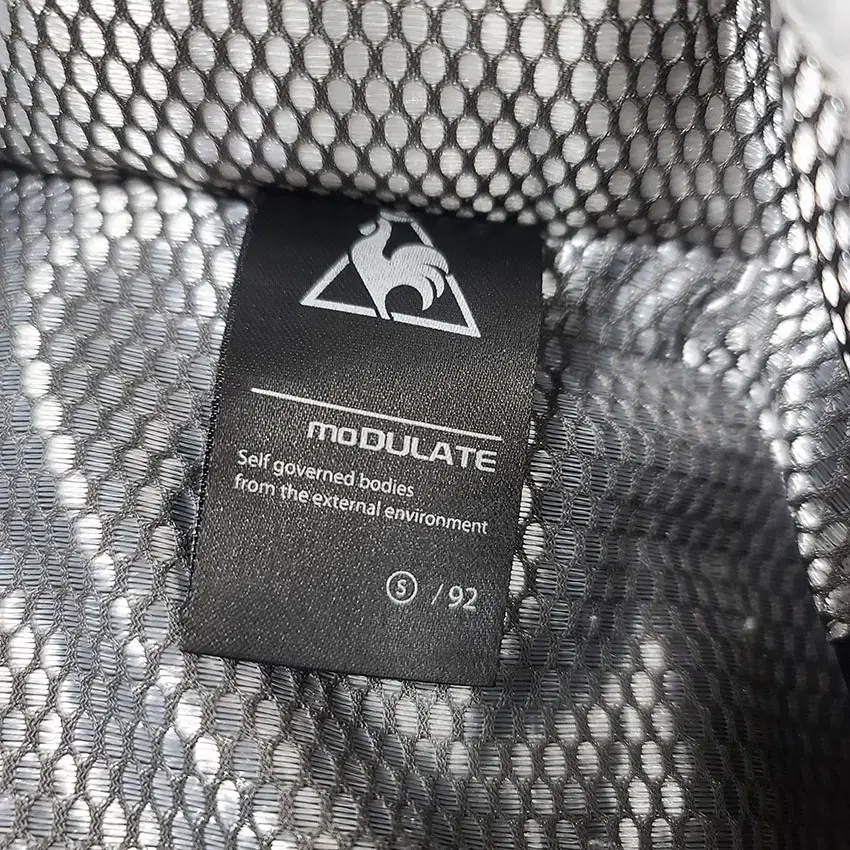 moDULATE
Self governed bodies
from the external environment
S / 92